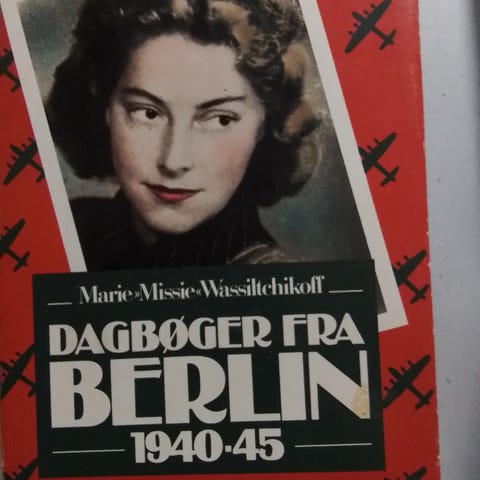 Marie »Missie« Wassiltchikoff
DAGBØGER FRA
BERLIN
1940-45